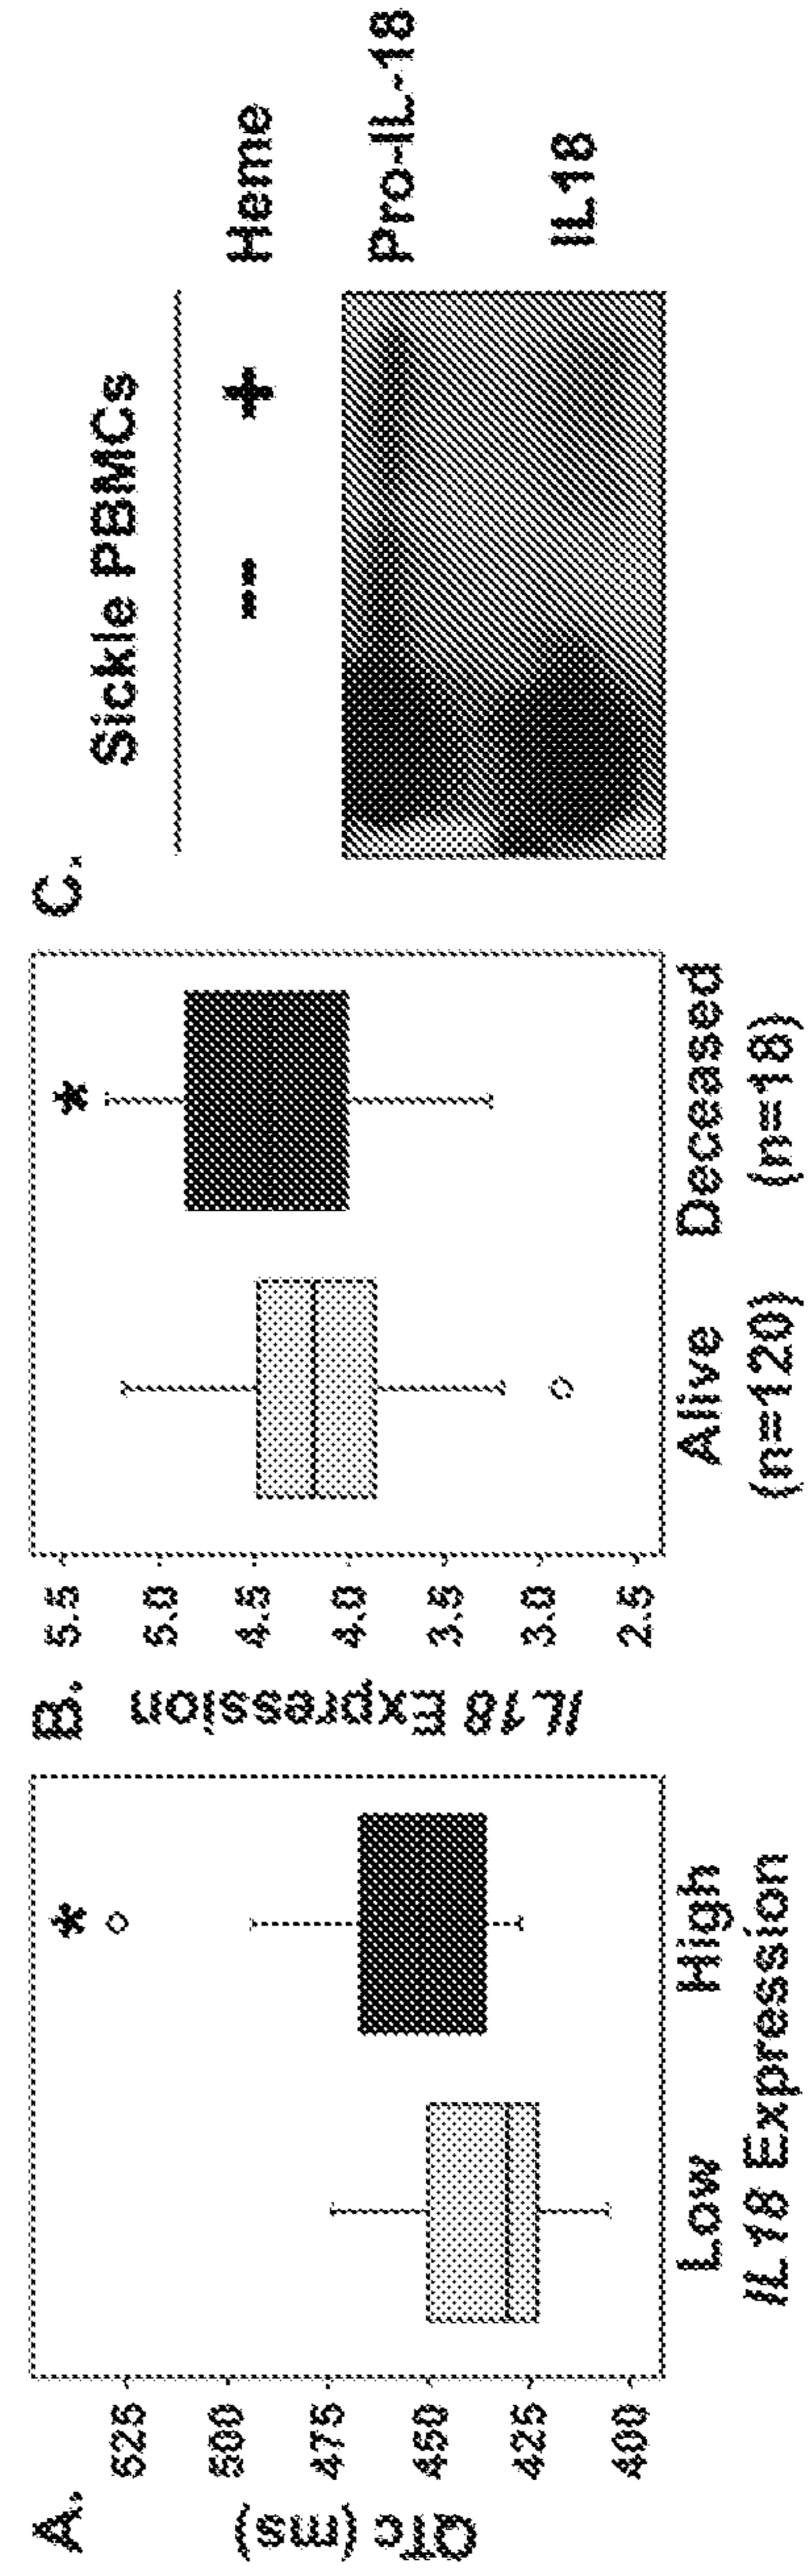 A.
QTc (ms)
525
500
475
450
425
400
*
Low
High
IL18 Expression
B.
IL18 Expression
5.5
5.0
4.5
4.0
3.5
3.0
2.5
*
Alive
(n=120)
Deceased
(n=18)
C.
Sickle PBMCs
-- + Heme
Pro-IL-18
IL18